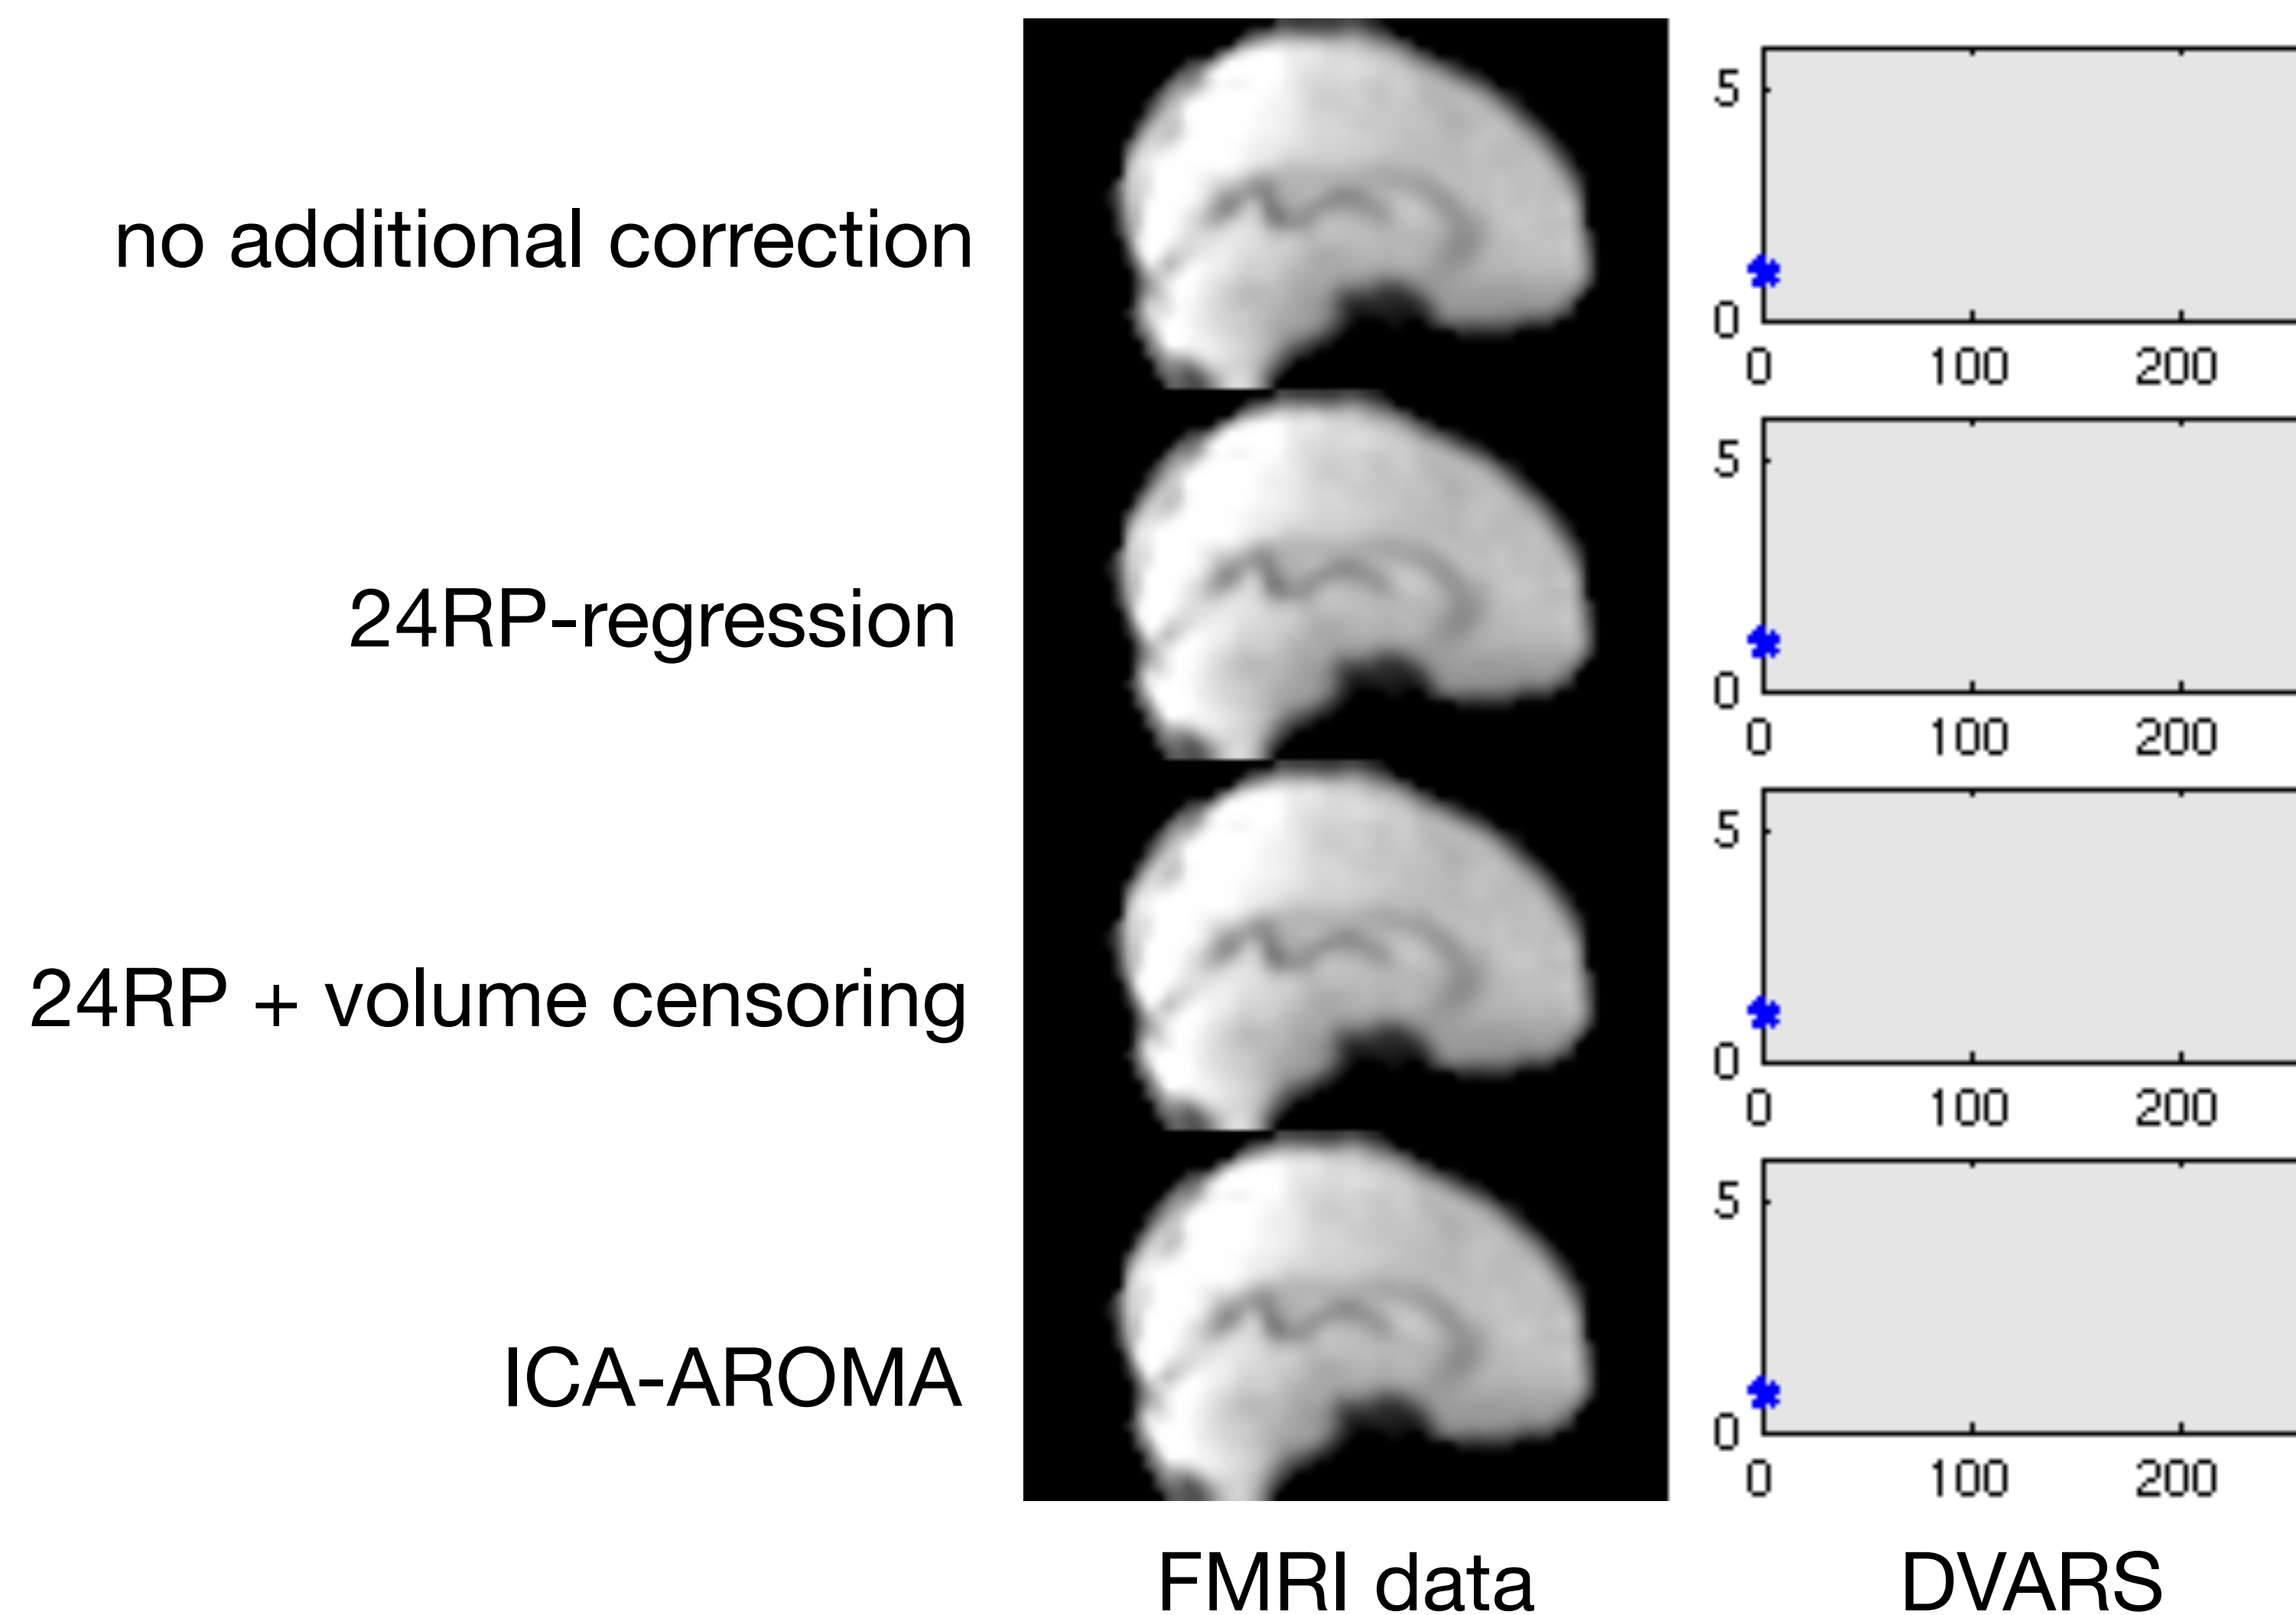 no additional correction
5
0
0 100 200
24RP-regression
5
0
0 100 200
24RP + volume censoring
5
0
0 100 200
ICA-AROMA
5
0
0 100 200
FMRI data
DVARS